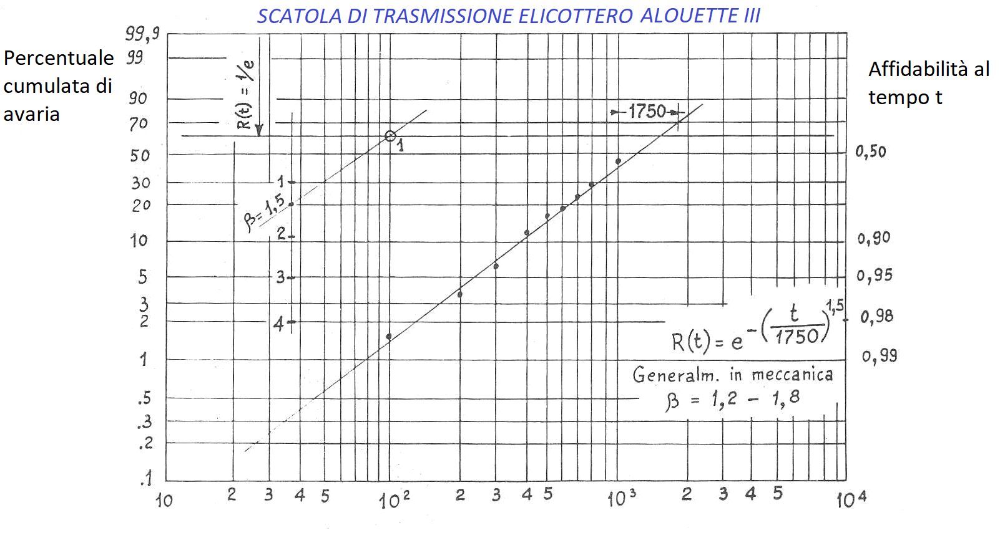 SCATOLA DI TRASMISSIONE ELICOTTERO ALOUETTE III
Percentuale
cumulata di
avaria
99,9
99
90
70
50
30
20
10
5
3
2
1
.5
.3
.2
.1
R(t) = 1/e
1
β=1,5
1
2
3
4
1750
Affidabilità al
tempo t
0,50
0,90
0,95
0,98
0,99
R(t) = e^-(t/1750)^1,5
Generalm. in meccanica
β = 1,2 - 1,8
10 2 3 4 5 10² 2 3 4 5 10³ 2 3 4 5 10⁴